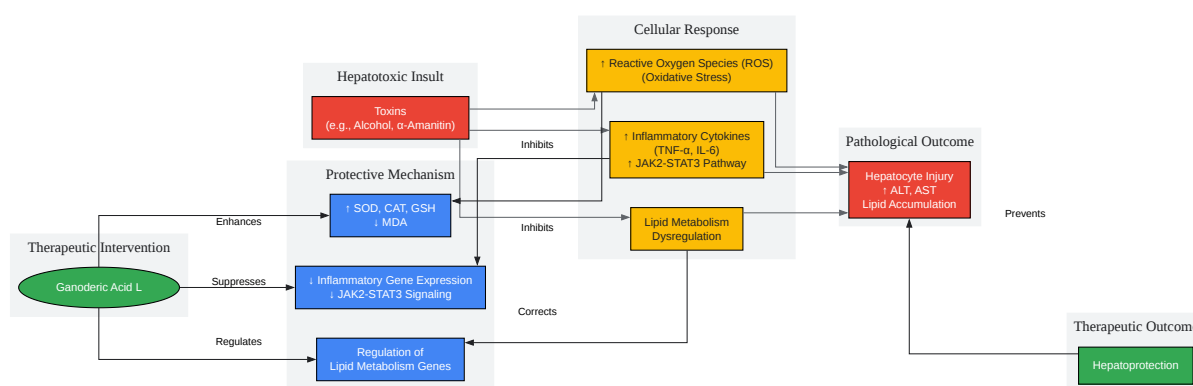 Cellular Response
↑ Reactive Oxygen Species (ROS)
(Oxidative Stress)
Hepatotoxic Insult
Toxins
(e.g., Alcohol, α-Amanitin)
↑ Inflammatory Cytokines
(TNF-α, IL-6)
↑ JAK2-STAT3 Pathway
Inhibits
Pathological Outcome
Hepatocyte Injury
↑ ALT, AST
Lipid Accumulation
Protective Mechanism
↑ SOD, CAT, GSH
↓ MDA
Enhances
Inhibits
Lipid Metabolism
Dysregulation
Prevents
Therapeutic Intervention
Ganoderic Acid L
Suppresses
↓ Inflammatory Gene Expression
↓ JAK2-STAT3 Signaling
Corrects
Regulates
Regulation of
Lipid Metabolism Genes
Therapeutic Outcome
Hepatoprotection